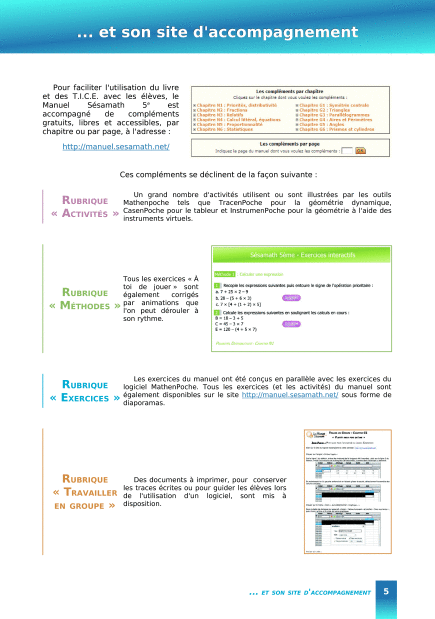 ... et son site d'accompagnement
Pour faciliter l'utilisation du livre
et des T.I.C.E. avec les élèves, le
Manuel Sésamath 5e est
accompagné de compléments
gratuits, libres et accessibles, par
chapitre ou par page, à l'adresse :
http://manuel.sesamath.net/
Les compléments par chapitre
Cliquez sur le chapitre dont vous voulez les compléments :
Chapitre N1 : Priorités, distributivité
Chapitre N2 : Fractions
Chapitre N3 : Relatifs
Chapitre N4 : Calcul littéral, équations
Chapitre N5 : Proportionnalité
Chapitre N6 : Statistiques
Chapitre G1 : Symétrie centrale
Chapitre G2 : Triangles
Chapitre G3 : Parallélogrammes
Chapitre G4 : Aires et Périmètres
Chapitre G5 : Angles
Chapitre G6 : Prismes et cylindres
Les compléments par page
Indiquez la page du manuel dont vous voulez les compléments :
Ces compléments se déclinent de la façon suivante :
Rubrique
« Activités »
Un grand nombre d'activités utilisent ou sont illustrées par les outils
Mathenpoche tels que TracenPoche pour la géométrie dynamique,
CasenPoche pour le tableur et InstrumenPoche pour la géométrie à l'aide des
instruments virtuels.
Rubrique
« Méthodes »
Tous les exercices « À
toi de jouer » sont
également corrigés
par animations que
l'on peut dérouler à
son rythme.
Sésamath 5ème - Exercices interactifs
Méthode 1 : Calculer une expression
1 Recopie les expressions suivantes puis entoure le signe de l'opération prioritaire :
a. 7 + 25 × 2 – 9
b. 20 – (5 + 6 × 3)
c. 7 × [4 + (1 + 2) × 5]
2 Calcule les expressions suivantes en soulignant les calculs en cours :
B = 18 – 3 + 5
C = 45 – 3 × 7
E = 120 – (4 + 5 × 7)
Rubrique
« Exercices »
Les exercices du manuel ont été conçus en parallèle avec les exercices du
logiciel MathenPoche. Tous les exercices (et les activités) du manuel sont
également disponibles sur le site http://manuel.sesamath.net/ sous forme de
diaporamas.
Rubrique
« Travailler
en groupe »
Des documents à imprimer, pour conserver
les traces écrites ou pour guider les élèves lors
de l'utilisation d'un logiciel, sont mis à
disposition.
... et son site d'accompagnement 5